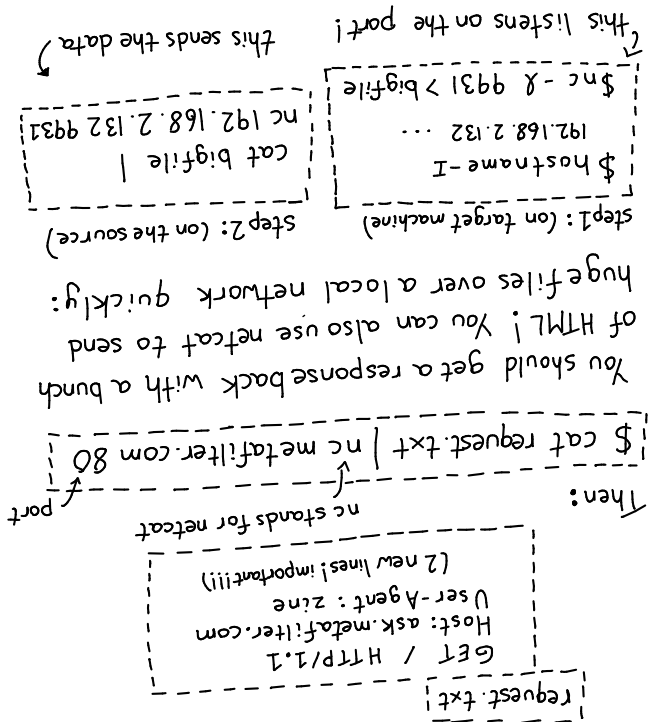 request.txt
GET / HTTP/1.1
Host: ask.metafilter.com
User-Agent: zine
(2 new lines! important!!!)
nc stands for netcat
Then:
port
$ cat request.txt | nc metafilter.com 80
You should get a response back with a bunch
of HTML! You can also use netcat to send
huge files over a local network quickly:
step1: (on target machine)
$ hostname -I
192.168.2.132 ...
$ nc -l 9931 > bigfile
this listens on the port!
step2: (on the source)
cat bigfile |
nc 192.168.2.132 9931
this sends the data